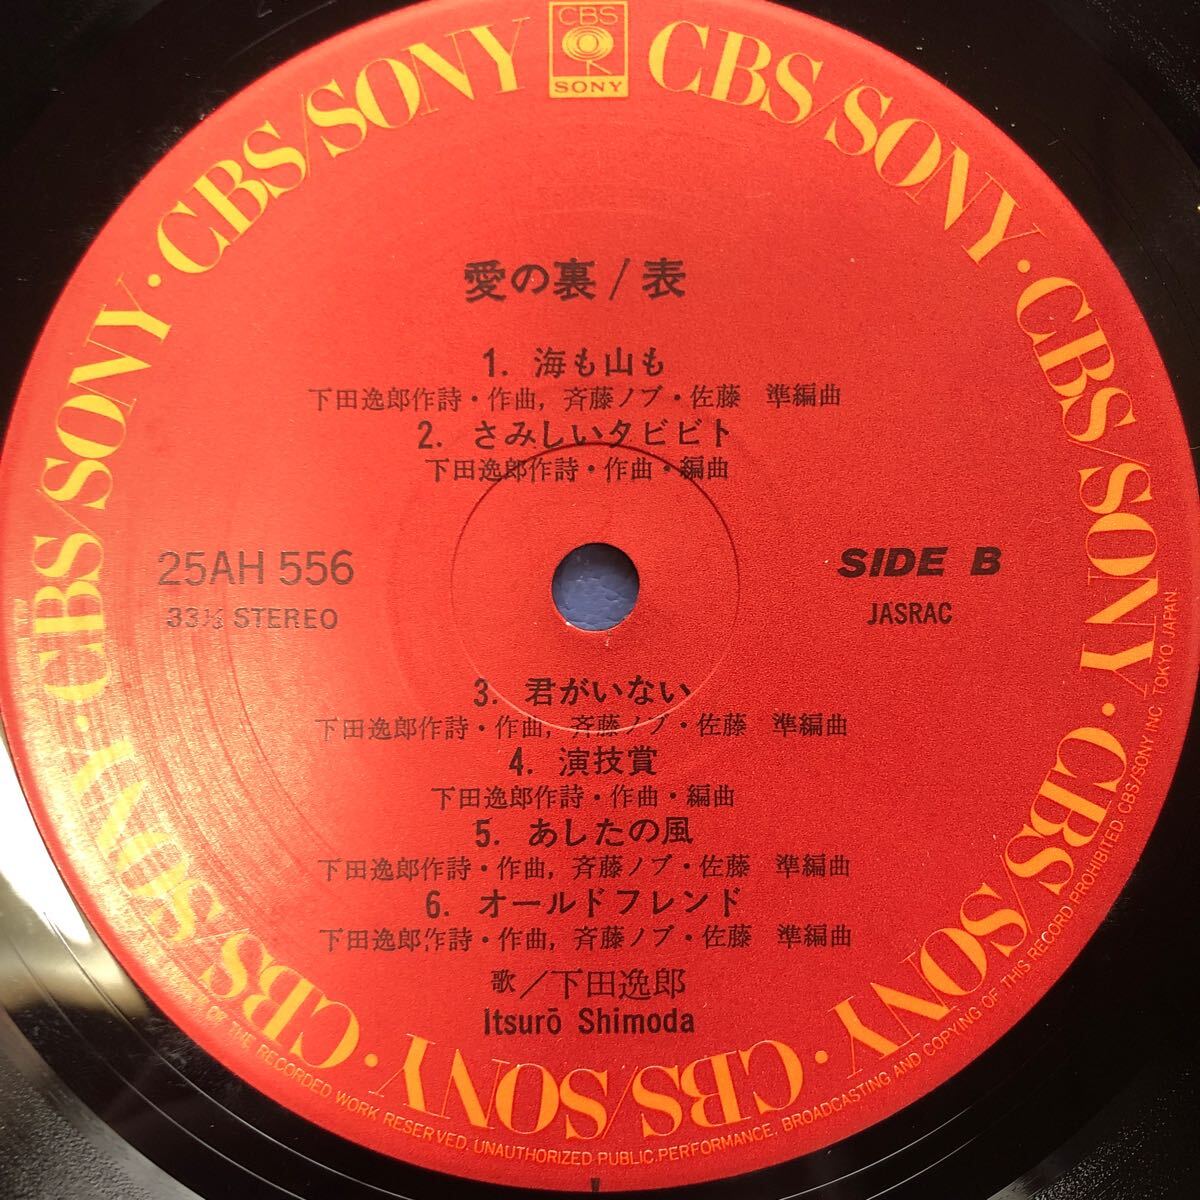 CBS
SONY
CBS/SONY · CBS/SONY · CBS/SONY · CBS/SONY · CBS/SONY · CBS/SONY · CBS/SONY
愛の裏/表
1. 海も山も
下田逸郎作詩・作曲, 斉藤ノブ・佐藤 準編曲
2. さみしいタビビト
下田逸郎作詩・作曲・編曲
25AH 556
33⅓ STEREO
SIDE B
JASRAC
3. 君がいない
下田逸郎作詩・作曲, 斉藤ノブ・佐藤 準編曲
4. 演技賞
下田逸郎作詩・作曲・編曲
5. あしたの風
下田逸郎作詩・作曲, 斉藤ノブ・佐藤 準編曲
6. オールドフレンド
下田逸郎作詩・作曲, 斉藤ノブ・佐藤 準編曲
歌/下田逸郎
Itsurō Shimoda
OF THE RECORDED WORK RESERVED. UNAUTHORIZED PUBLIC PERFORMANCE, BROADCASTING AND COPYING OF THIS RECORD PROHIBITED. CBS/SONY INC. TOKYO JAPAN.